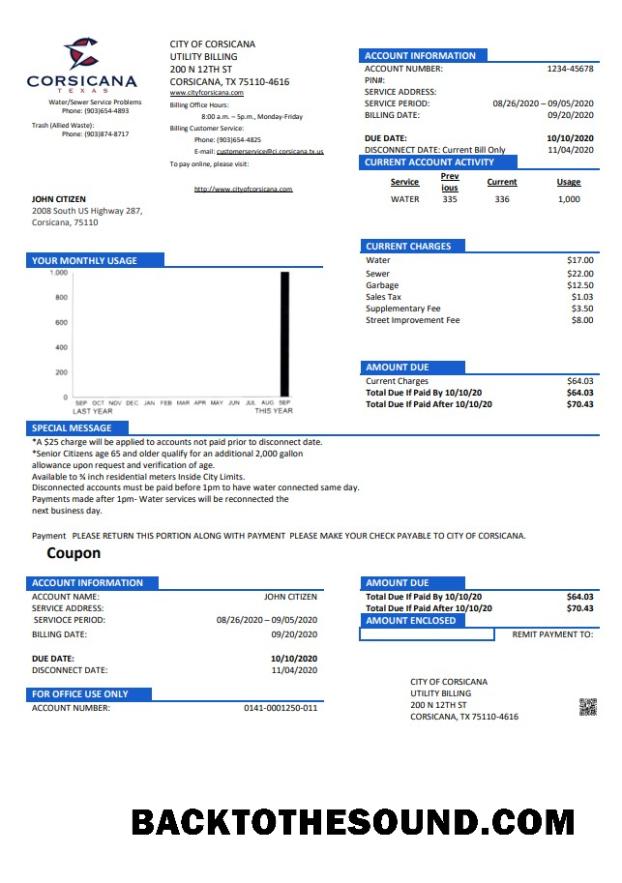 CORSICANA
TEXAS
Water/Sewer Service Problems
Phone: (903)654-4893
Trash (Allied Waste):
Phone: (903)874-8717
CITY OF CORSICANA
UTILITY BILLING
200 N 12TH ST
CORSICANA, TX 75110-4616
www.cityfcorsicana.com
Billing Office Hours:
8:00 a.m. – 5p.m., Monday-Friday
Billing Customer Service:
Phone: (903)654-4825
E-mail: customerservice@ci.corsicana.tx.us
To pay online, please visit:
http://www.cityofcorsicana.com
JOHN CITIZEN
2008 South US Highway 287,
Corsicana, 75110
ACCOUNT INFORMATION
ACCOUNT NUMBER: 1234-45678
PIN#:
SERVICE ADDRESS:
SERVICE PERIOD: 08/26/2020 – 09/05/2020
BILLING DATE: 09/20/2020
DUE DATE: 10/10/2020
DISCONNECT DATE: Current Bill Only 11/04/2020
CURRENT ACCOUNT ACTIVITY
Service Prev ious Current Usage
WATER 335 336 1,000
YOUR MONTHLY USAGE
1,000
800
600
400
200
0
SEP OCT NOV DEC JAN FEB MAR APR MAY JUN JUL AUG SEP
LAST YEAR THIS YEAR
CURRENT CHARGES
Water $17.00
Sewer $22.00
Garbage $12.50
Sales Tax $1.03
Supplementary Fee $3.50
Street Improvement Fee $8.00
AMOUNT DUE
Current Charges $64.03
Total Due If Paid By 10/10/20 $64.03
Total Due If Paid After 10/10/20 $70.43
SPECIAL MESSAGE
*A $25 charge will be applied to accounts not paid prior to disconnect date.
*Senior Citizens age 65 and older qualify for an additional 2,000 gallon
allowance upon request and verification of age.
Available to ¾ inch residential meters Inside City Limits.
Disconnected accounts must be paid before 1pm to have water connected same day.
Payments made after 1pm- Water services will be reconnected the
next business day.
Payment PLEASE RETURN THIS PORTION ALONG WITH PAYMENT PLEASE MAKE YOUR CHECK PAYABLE TO CITY OF CORSICANA.
Coupon
ACCOUNT INFORMATION
ACCOUNT NAME: JOHN CITIZEN
SERVICE ADDRESS:
SERVIOCE PERIOD: 08/26/2020 – 09/05/2020
BILLING DATE: 09/20/2020
DUE DATE: 10/10/2020
DISCONNECT DATE: 11/04/2020
FOR OFFICE USE ONLY
ACCOUNT NUMBER: 0141-0001250-011
AMOUNT DUE
Total Due If Paid By 10/10/20 $64.03
Total Due If Paid After 10/10/20 $70.43
AMOUNT ENCLOSED
REMIT PAYMENT TO:
CITY OF CORSICANA
UTILITY BILLING
200 N 12TH ST
CORSICANA, TX 75110-4616
BACKTOTHESOUND.COM